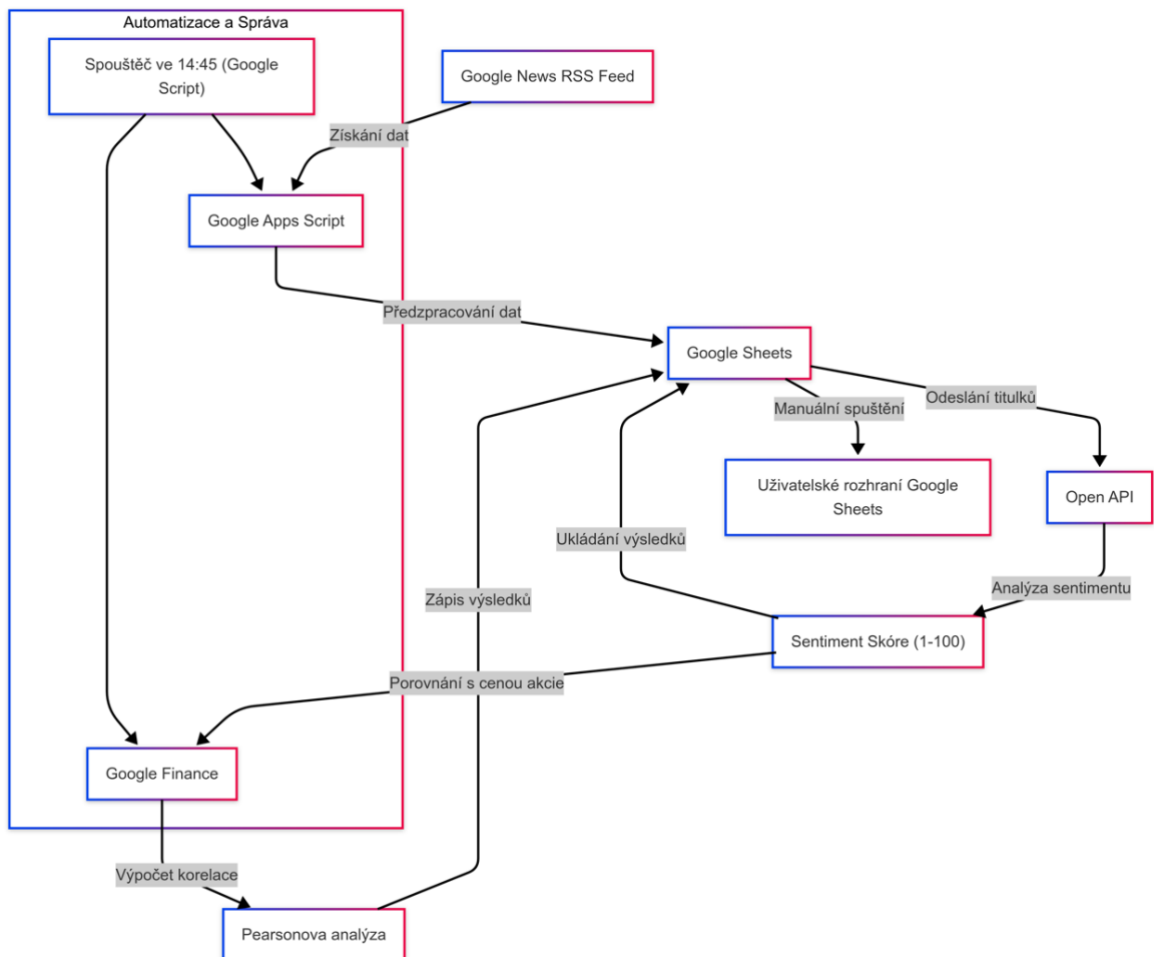 Automatizace a Správa
Spouštěč ve 14:45 (Google
Script)
Google News RSS Feed
Získání dat
Google Apps Script
Předzpracování dat
Google Sheets
Manuální spuštění
Odeslání titulků
Uživatelské rozhraní Google
Sheets
Open API
Ukládání výsledků
Analýza sentimentu
Zápis výsledků
Sentiment Skóre (1-100)
Porovnání s cenou akcie
Google Finance
Výpočet korelace
Pearsonova analýza